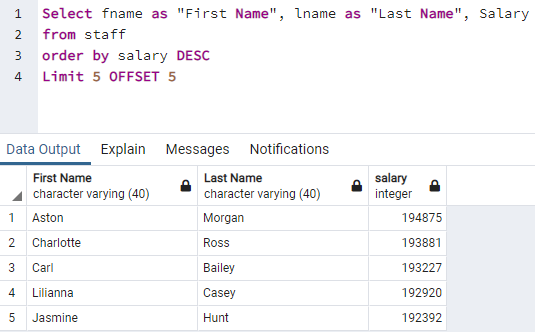 1 Select fname as "First Name", lname as "Last Name", Salary
2 from staff
3 order by salary DESC
4 Limit 5 OFFSET 5
Data Output Explain Messages Notifications
First Name Last Name salary
character varying (40) character varying (40) integer
1 Aston Morgan 194875
2 Charlotte Ross 193881
3 Carl Bailey 193227
4 Lilianna Casey 192920
5 Jasmine Hunt 192392